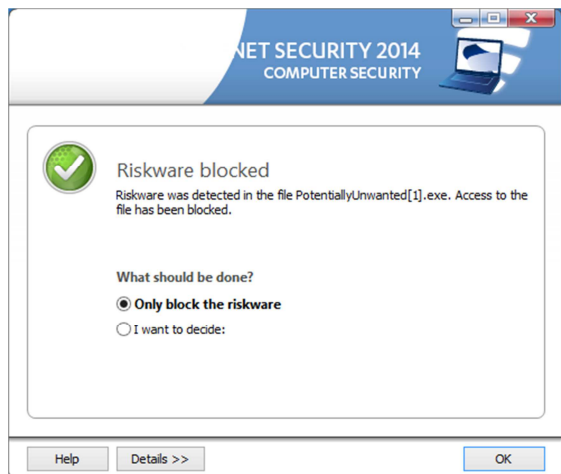 NET SECURITY 2014
COMPUTER SECURITY
Riskware blocked
Riskware was detected in the file PotentiallyUnwanted[1].exe. Access to the
file has been blocked.
What should be done?
Only block the riskware
I want to decide:
Help
Details >>
OK